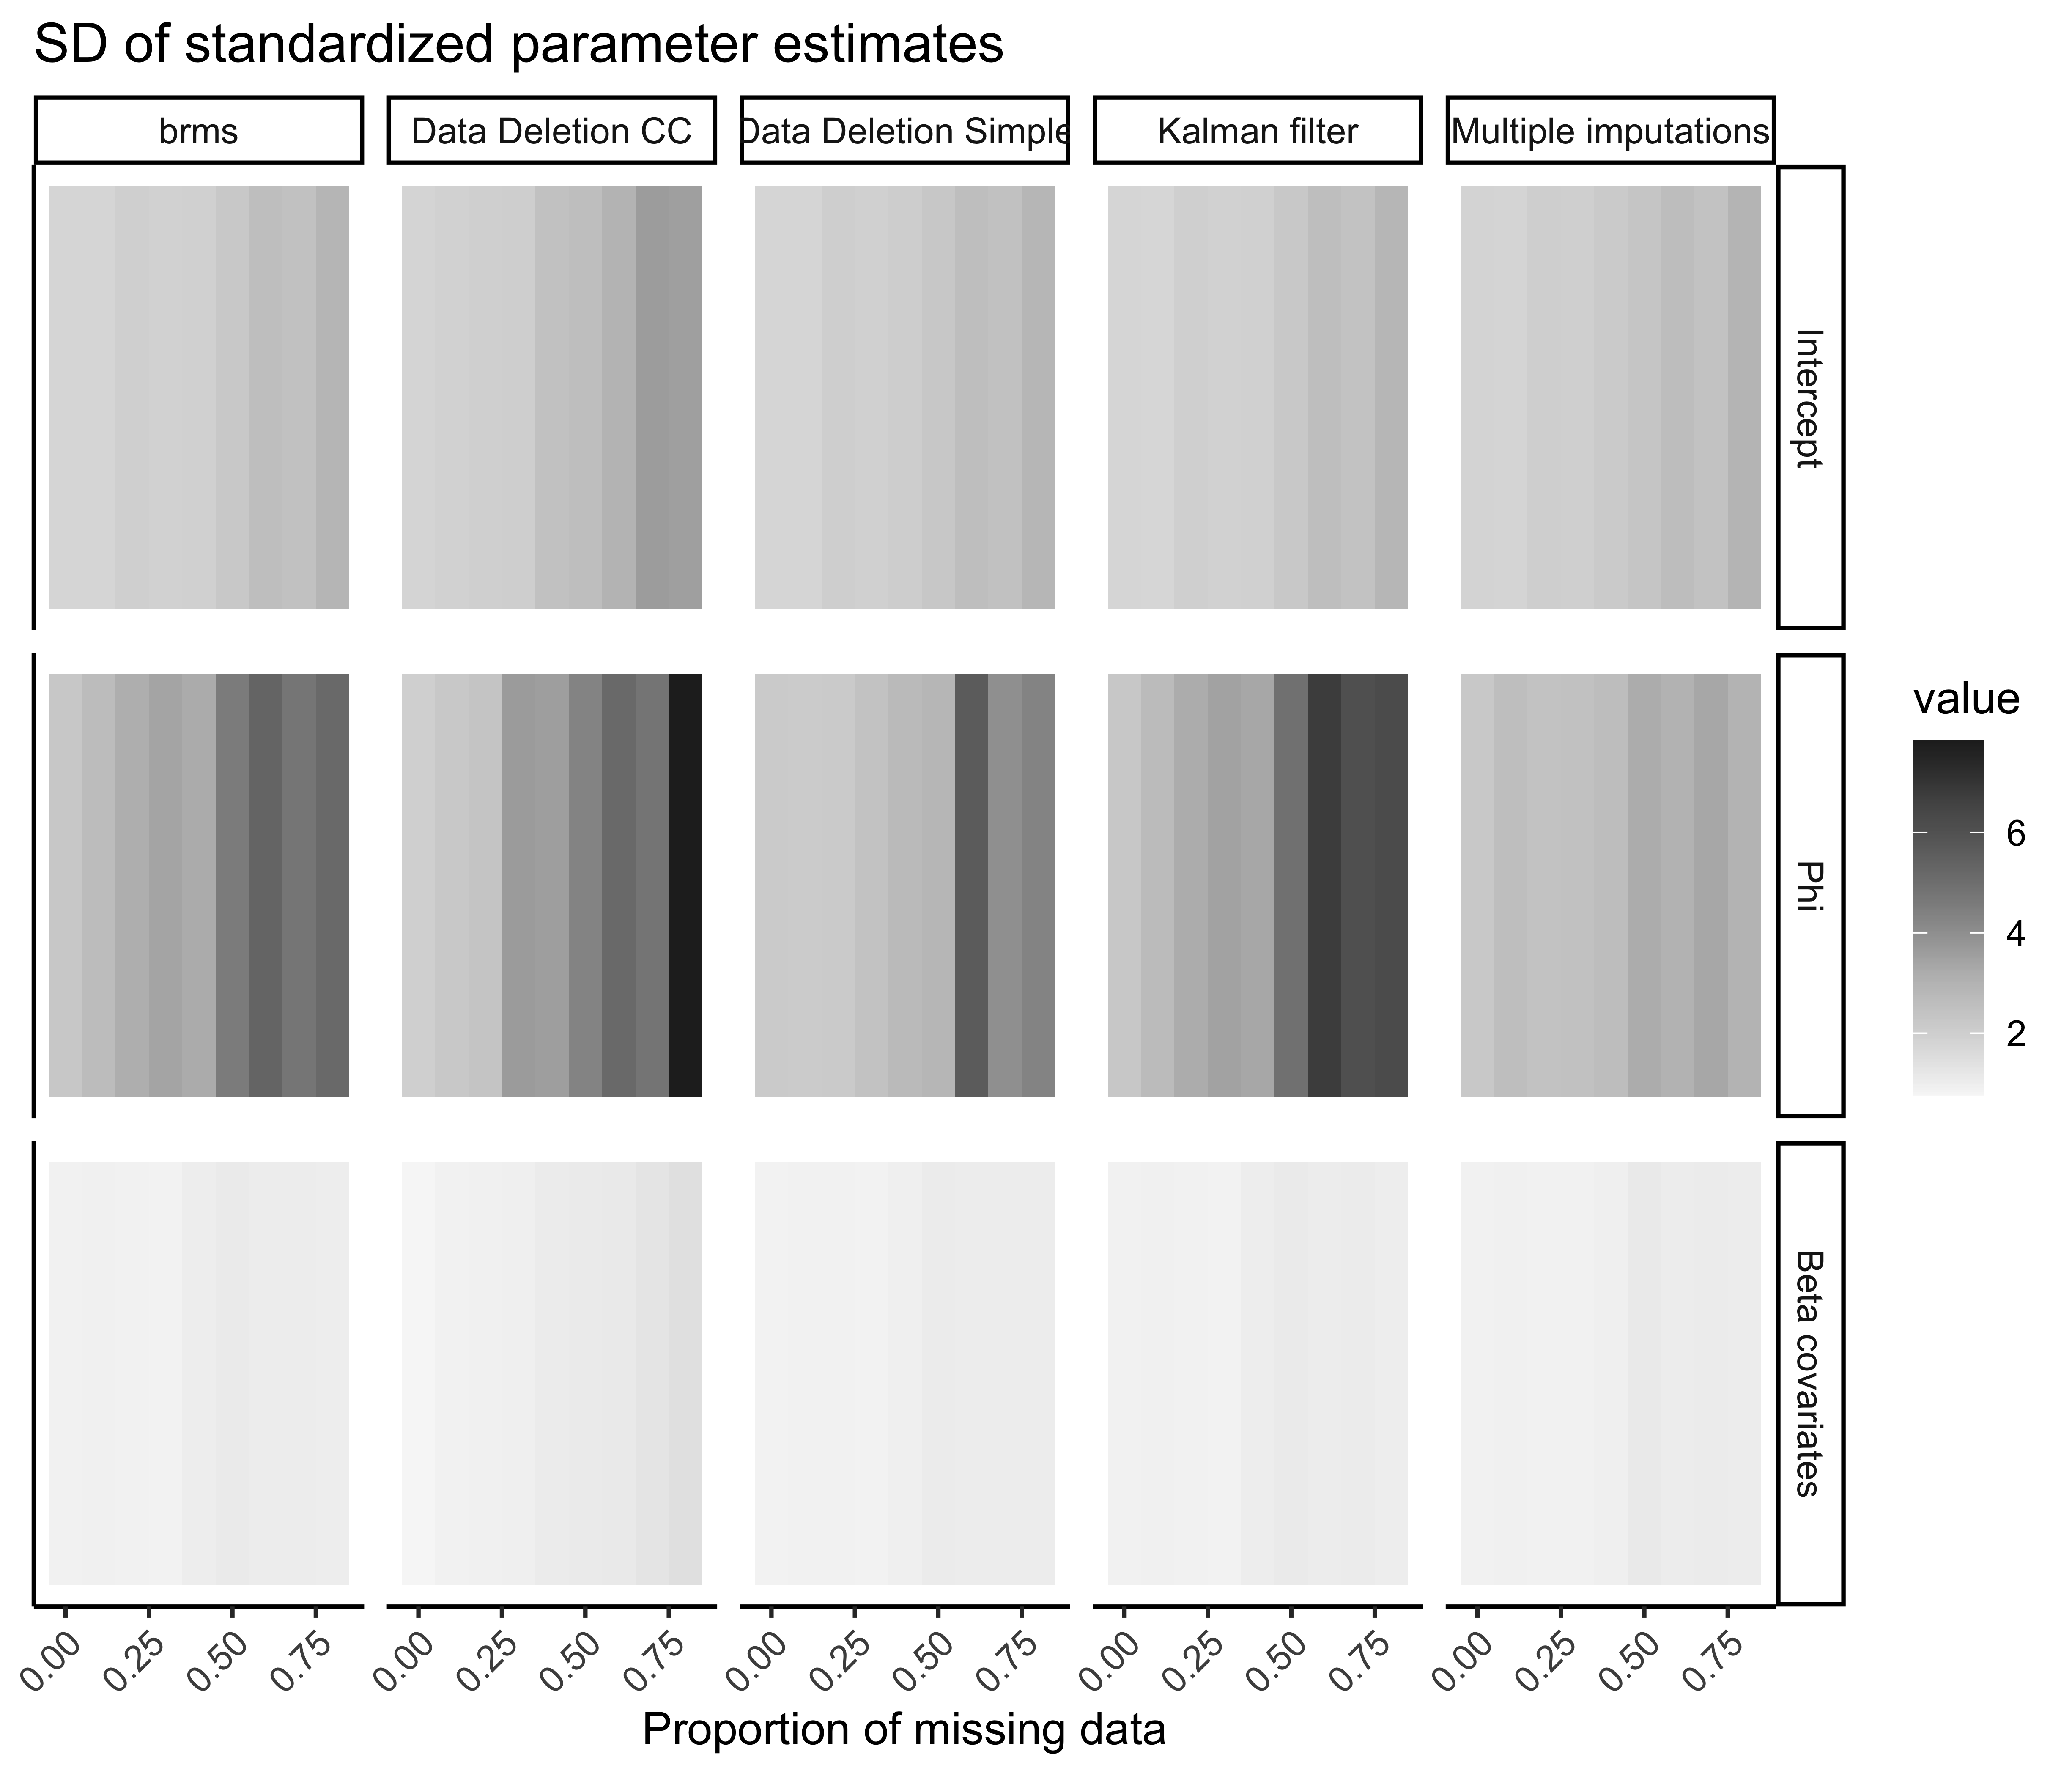 SD of standardized parameter estimates
brms
Data Deletion CC
Data Deletion Simple
Kalman filter
Multiple imputations
Intercept
Phi
Beta covariates
value
6
4
2
0.00 0.25 0.50 0.75
0.00 0.25 0.50 0.75
0.00 0.25 0.50 0.75
0.00 0.25 0.50 0.75
0.00 0.25 0.50 0.75
Proportion of missing data